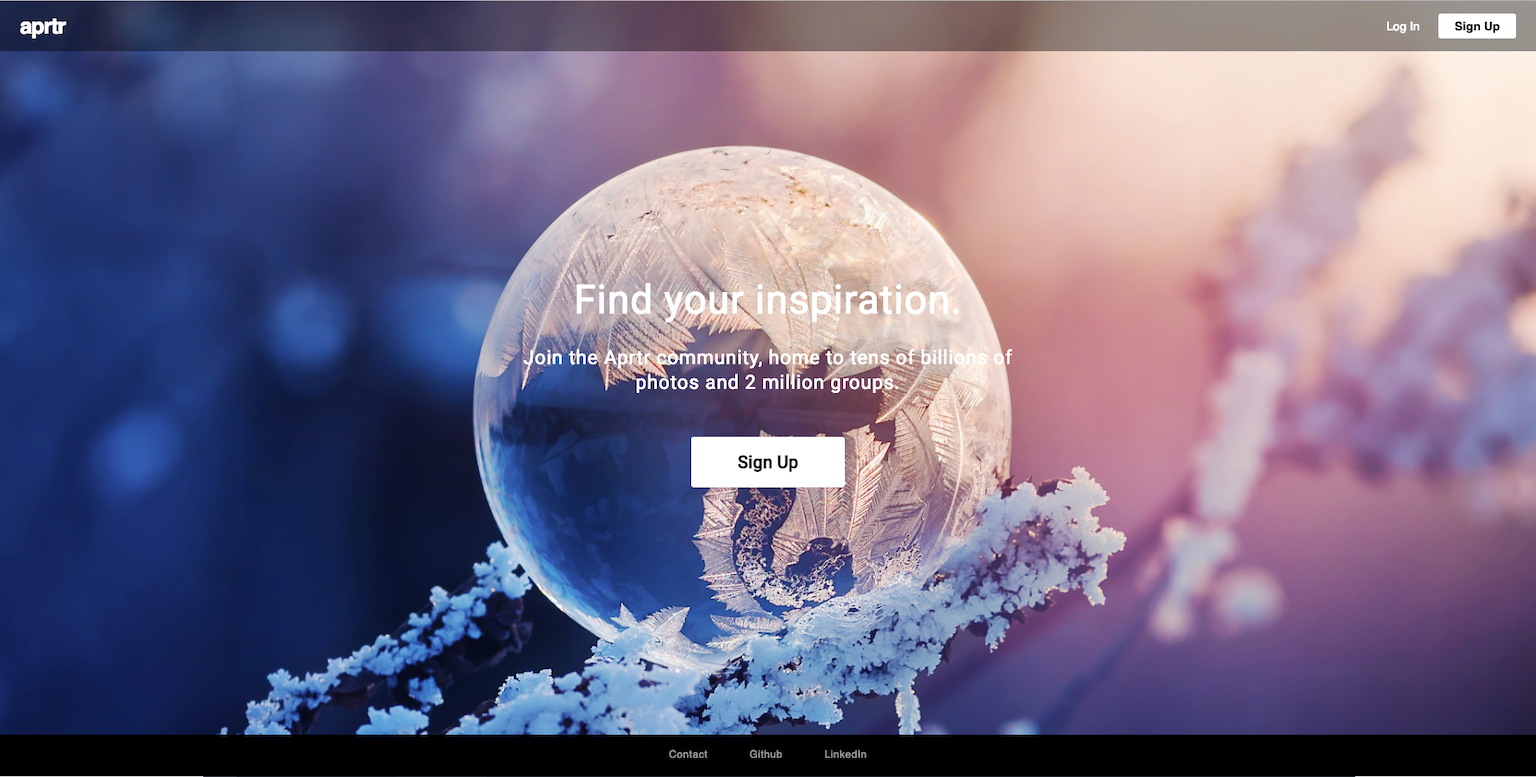 aprtr
Log In
Sign Up
Find your inspiration.
Join the Aprtr community, home to tens of billions of
photos and 2 million groups.
Sign Up
Contact
Github
LinkedIn